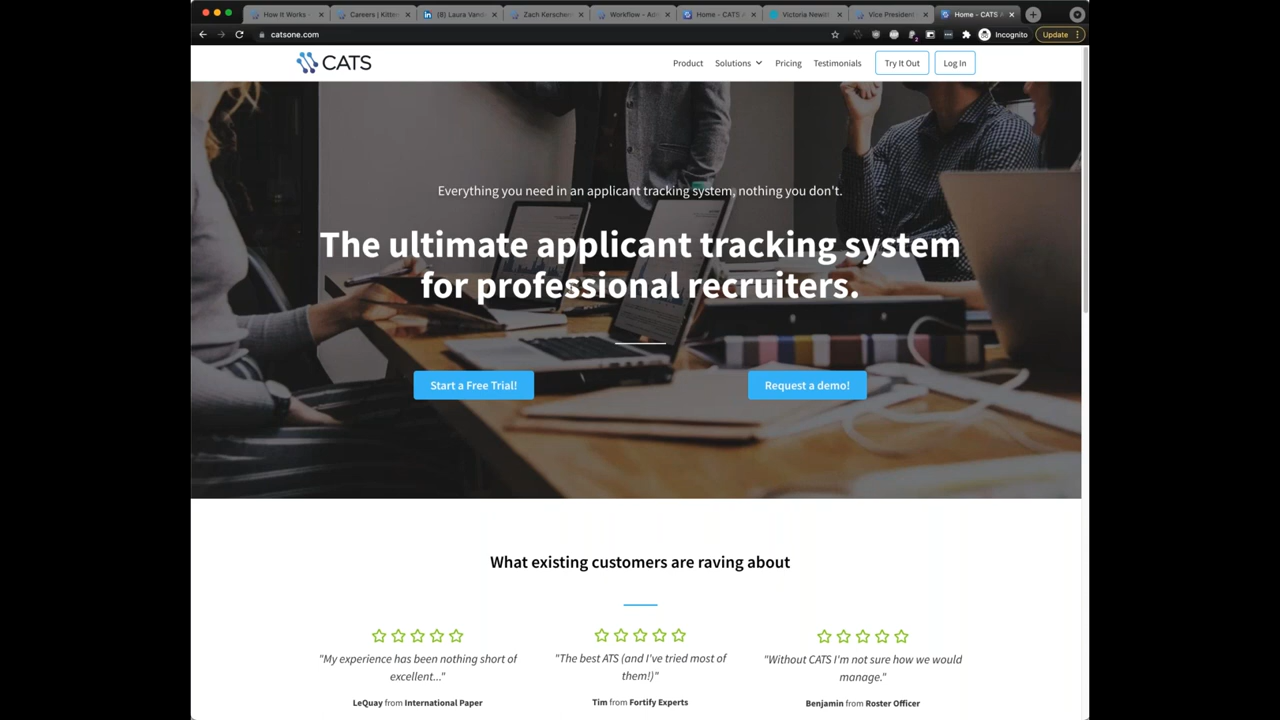 How It Works -
Careers | Kitten
(8) Laura Vand
Zach Kerschen
Workflow - Ad
Home - CATS A
Victoria Newitt
Vice President
Home - CATS A
catsone.com
Incognito
Update
CATS
Product
Solutions
Pricing
Testimonials
Try It Out
Log In
Everything you need in an applicant tracking system, nothing you don't.
The ultimate applicant tracking system
for professional recruiters.
Start a Free Trial!
Request a demo!
What existing customers are raving about
"My experience has been nothing short of
excellent..."
LeQuay from International Paper
"The best ATS (and I've tried most of
them!)"
Tim from Fortify Experts
"Without CATS I'm not sure how we would
manage."
Benjamin from Roster Officer